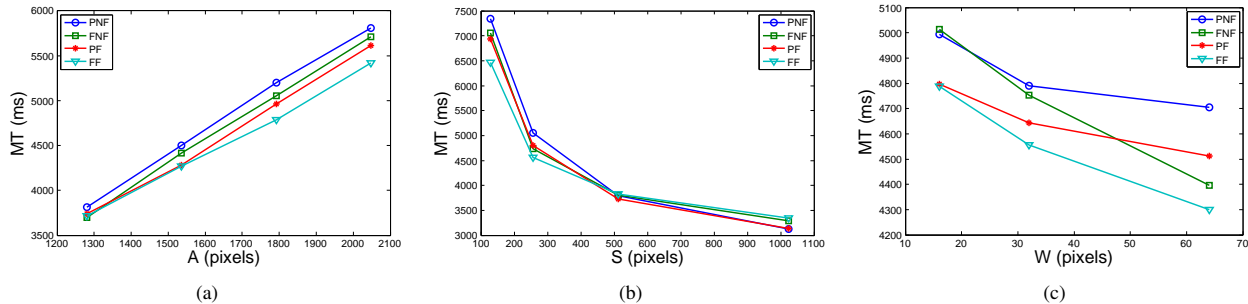 6000
5500
5000
4500
4000
3500
MT (ms)
PNF
FNF
PF
FF
1200 1300 1400 1500 1600 1700 1800 1900 2000 2100
A (pixels)
(a)
7500
7000
6500
6000
5500
5000
4500
4000
3500
3000
MT (ms)
PNF
FNF
PF
FF
100 200 300 400 500 600 700 800 900 1000 1100
S (pixels)
(b)
5100
5000
4900
4800
4700
4600
4500
4400
4300
4200
MT (ms)
PNF
FNF
PF
FF
10 20 30 40 50 60 70
W (pixels)
(c)